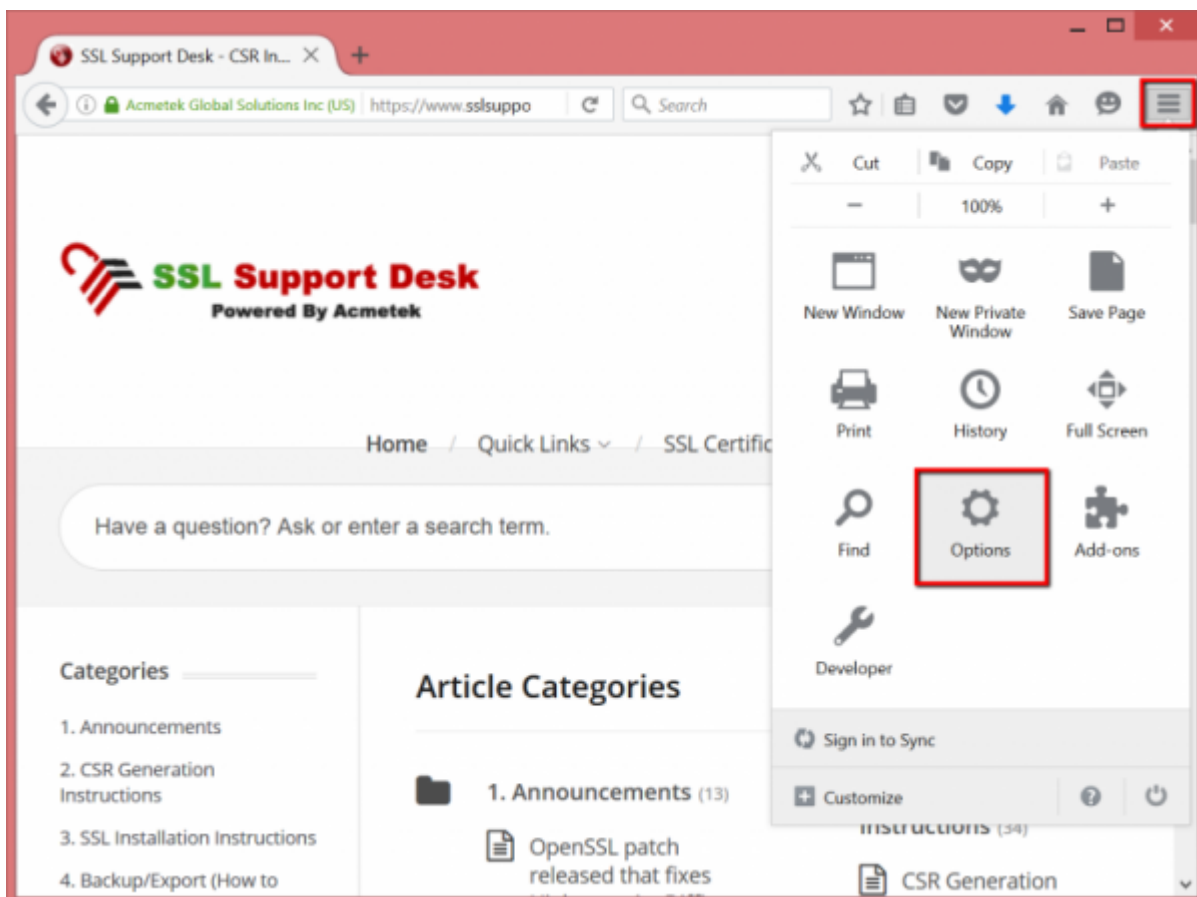 SSL Support Desk - CSR In...
Acmetek Global Solutions Inc (US)
https://www.sslsuppo
Search
Cut
Copy
Paste
100%
New Window
New Private
Window
Save Page
Print
History
Full Screen
Find
Options
Add-ons
Developer
Sign in to Sync
Customize
SSL Support Desk
Powered By Acmetek
Home / Quick Links / SSL Certific
Have a question? Ask or enter a search term.
Categories
1. Announcements
2. CSR Generation
Instructions
3. SSL Installation Instructions
4. Backup/Export (How to
Article Categories
1. Announcements (13)
OpenSSL patch
released that fixes
Instructions (34)
CSR Generation